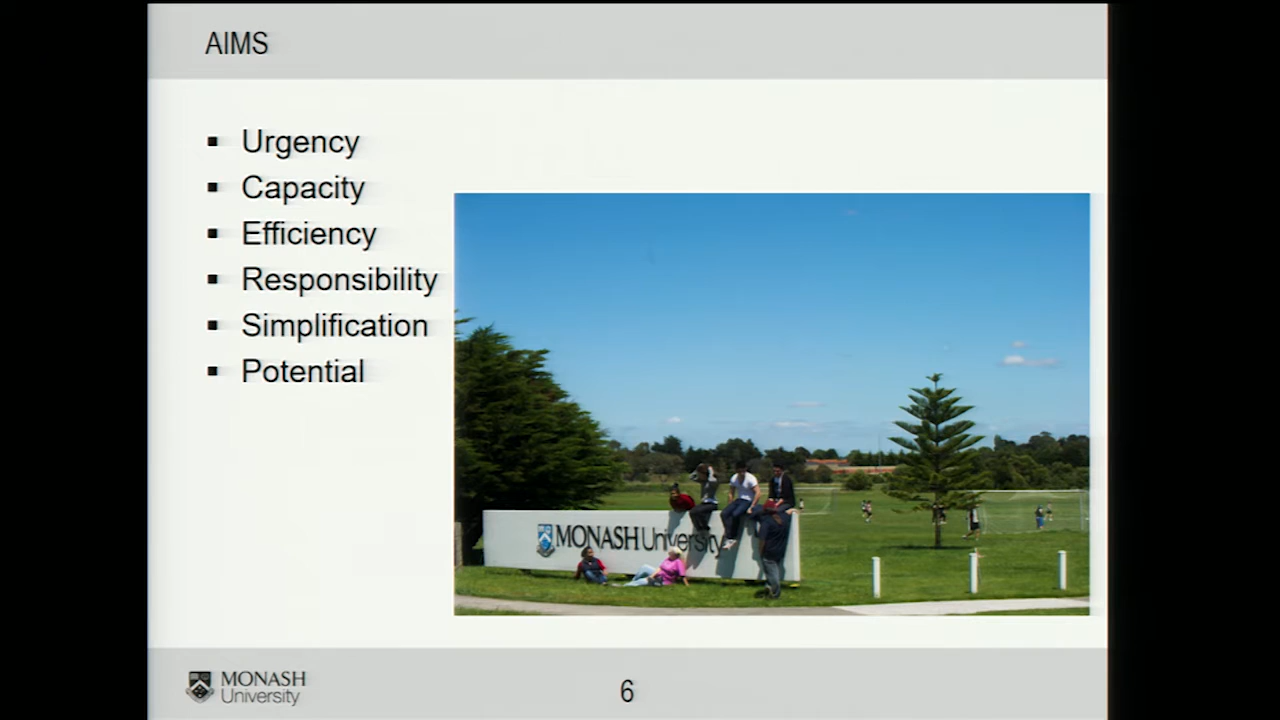 AIMS
▪ Urgency
▪ Capacity
▪ Efficiency
▪ Responsibility
▪ Simplification
▪ Potential
MONASH University
MONASH
University
6